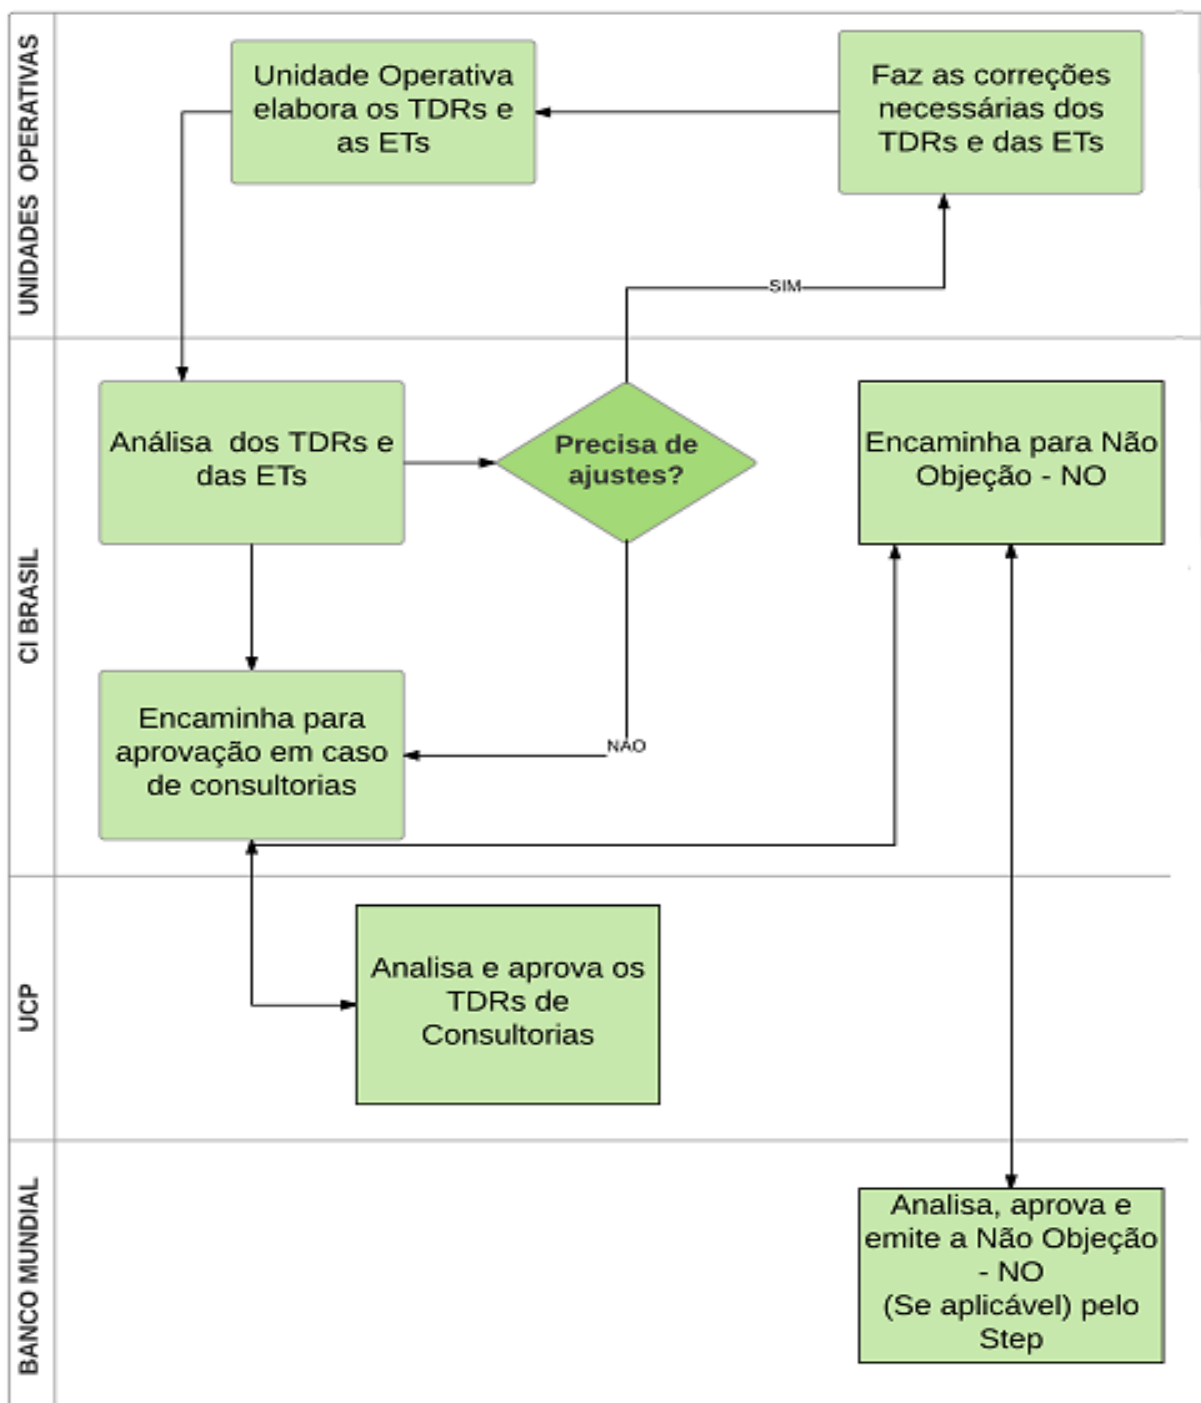 UNIDADES OPERATIVAS
Unidade Operativa
elabora os TDRs e
as ETs
Faz as correções
necessárias dos
TDRs e das ETs
SIM
CI BRASIL
Análisa dos TDRs e
das ETs
Precisa de
ajustes?
Encaminha para Não
Objeção - NO
Encaminha para
aprovação em caso
de consultorias
NÃO
UCP
Analisa e aprova os
TDRs de
Consultorias
BANCO MUNDIAL
Analisa, aprova e
emite a Não Objeção
- NO
(Se aplicável) pelo
Step